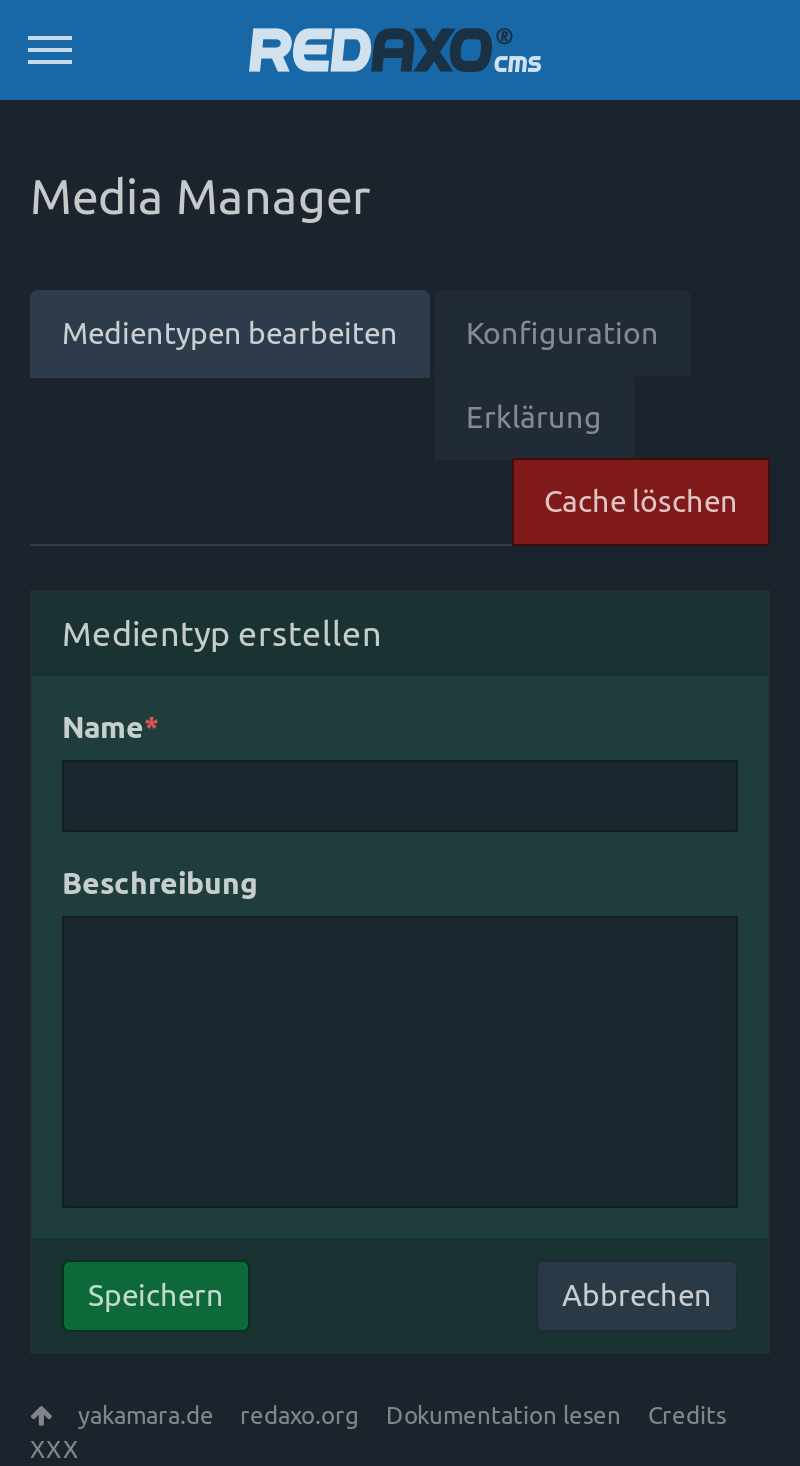 REDAXO® cms
Media Manager
Medientypen bearbeiten
Konfiguration
Erklärung
Cache löschen
Medientyp erstellen
Name*
Beschreibung
Speichern
Abbrechen
yakamara.de redaxo.org Dokumentation lesen Credits
XXX